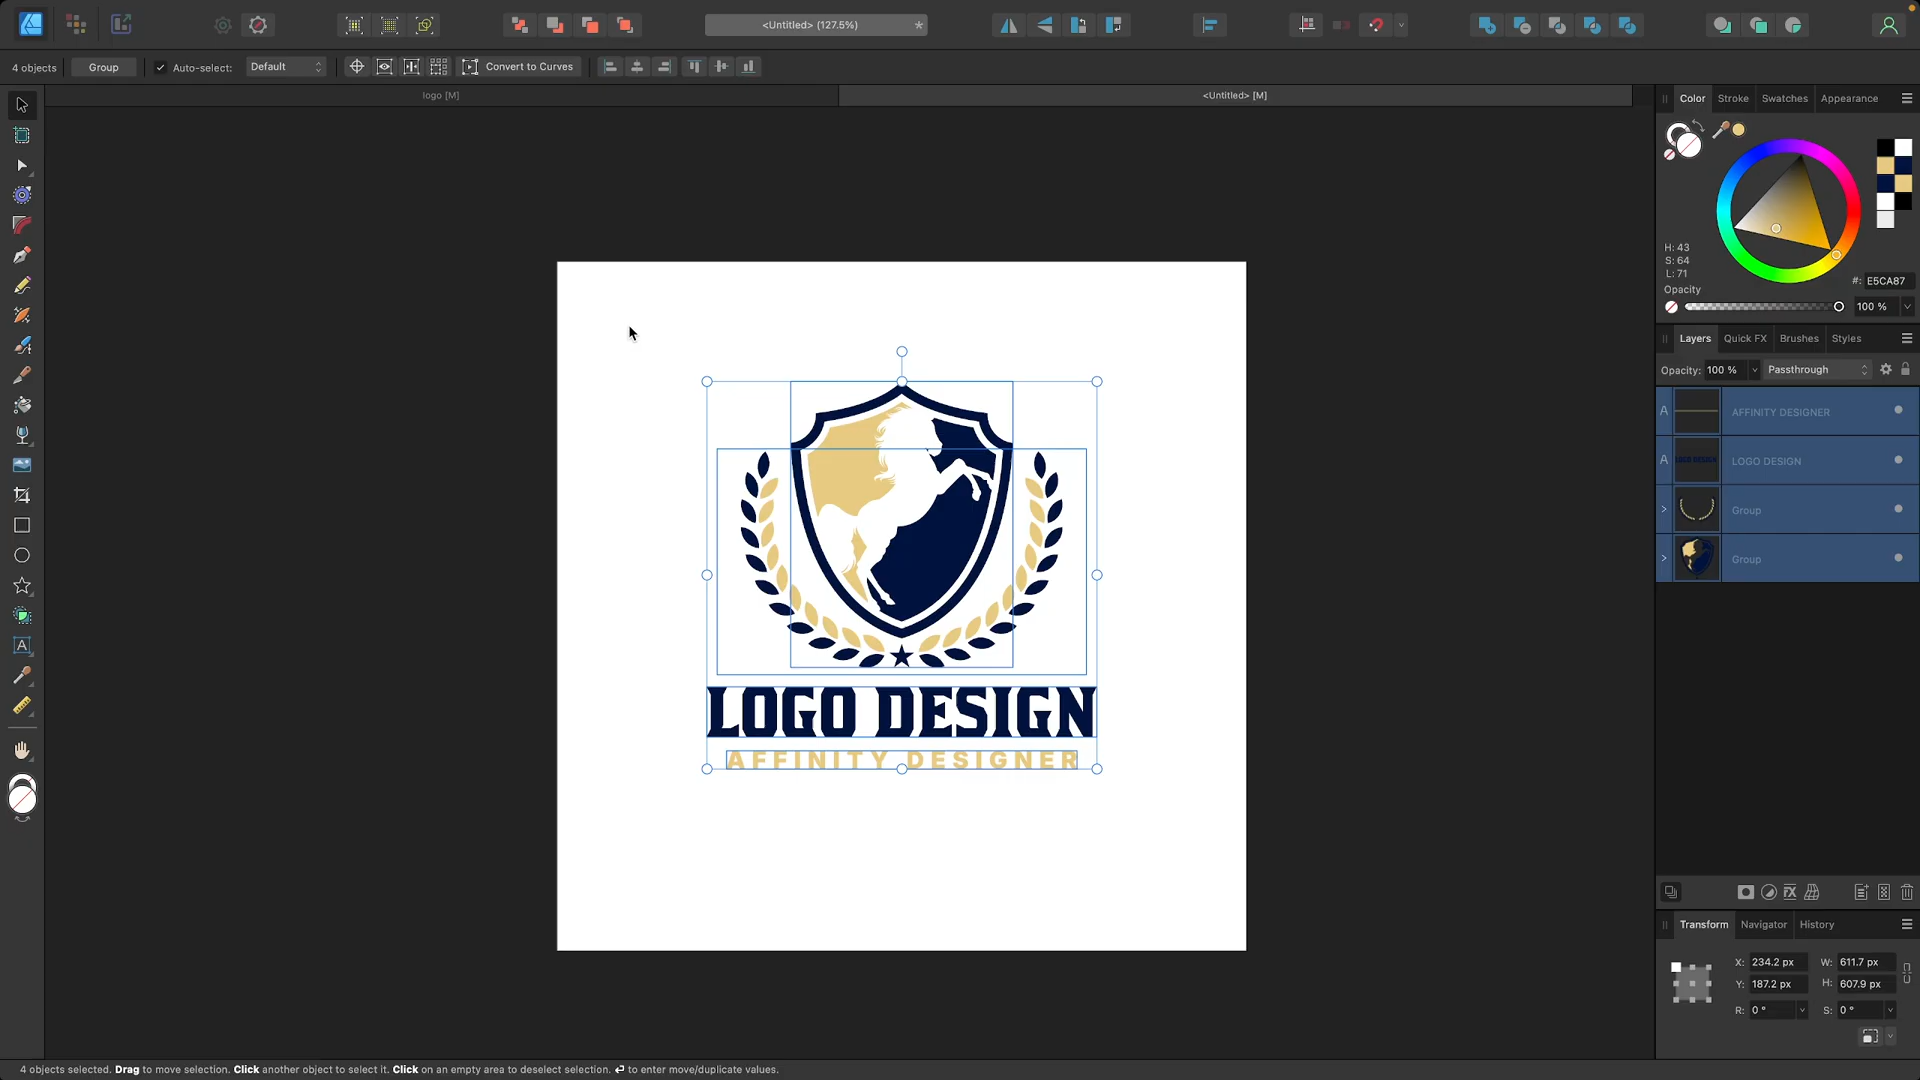 <Untitled> (127.5%)
*
4 objects
Group
Auto-select:
Default
Convert to Curves
logo [M]
<Untitled> [M]
Color
Stroke
Swatches
Appearance
H: 43
S: 64
L: 71
#: E5CA87
Opacity
100 %
Layers
Quick FX
Brushes
Styles
Opacity: 100 %
Passthrough
A
AFFINITY DESIGNER
A
LOGO DESIGN
LOGO DESIGN
Group
Group
LOGO DESIGN
AFFINITY DESIGNER
Transform
Navigator
History
X: 234.2 px
W: 611.7 px
Y: 187.2 px
H: 607.9 px
R: 0 °
S: 0 °
4 objects selected. Drag to move selection. Click another object to select it. Click on an empty area to deselect selection. ⏎ to enter move/duplicate values.